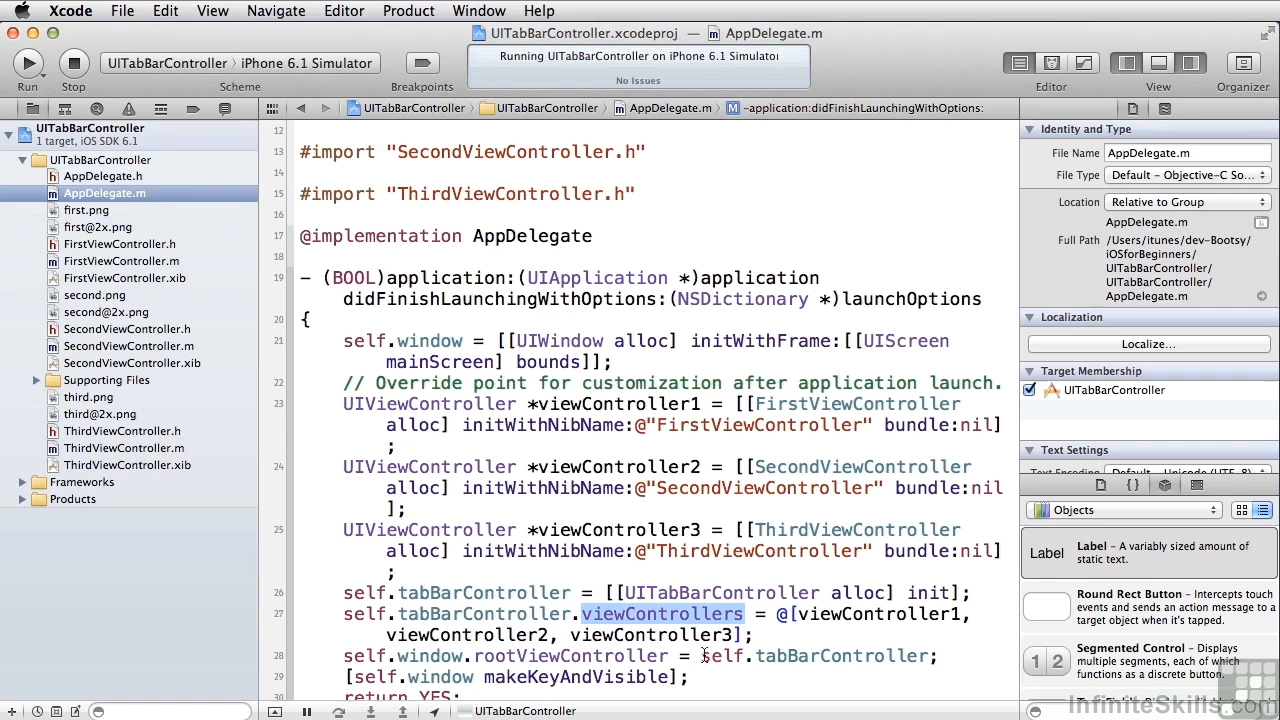 Xcode File Edit View Navigate Editor Product Window Help
UITabBarController.xcodeproj — AppDelegate.m
UITabBarController iPhone 6.1 Simulator
Running UITabBarController on iPhone 6.1 Simulator
No Issues
Run Stop Scheme Breakpoints Editor View Organizer
UITabBarController UITabBarController AppDelegate.m M -application:didFinishLaunchingWithOptions:
UITabBarController
1 target, iOS SDK 6.1
UITabBarController
h AppDelegate.h
m AppDelegate.m
first.png
first@2x.png
h FirstViewController.h
m FirstViewController.m
FirstViewController.xib
second.png
second@2x.png
h SecondViewController.h
m SecondViewController.m
SecondViewController.xib
Supporting Files
third.png
third@2x.png
h ThirdViewController.h
m ThirdViewController.m
ThirdViewController.xib
Frameworks
Products
12
13 #import "SecondViewController.h"
14
15 #import "ThirdViewController.h"
16
17 @implementation AppDelegate
18
19 - (BOOL)application:(UIApplication *)application
didFinishLaunchingWithOptions:(NSDictionary *)launchOptions
20 {
21 self.window = [[UIWindow alloc] initWithFrame:[[UIScreen
mainScreen] bounds]];
22 // Override point for customization after application launch.
23 UIViewController *viewController1 = [[FirstViewController
alloc] initWithNibName:@"FirstViewController" bundle:nil]
;
24 UIViewController *viewController2 = [[SecondViewController
alloc] initWithNibName:@"SecondViewController" bundle:nil
];
25 UIViewController *viewController3 = [[ThirdViewController
alloc] initWithNibName:@"ThirdViewController" bundle:nil]
;
26 self.tabBarController = [[UITabBarController alloc] init];
27 self.tabBarController.viewControllers = @[viewController1,
viewController2, viewController3];
28 self.window.rootViewController = self.tabBarController;
29 [self.window makeKeyAndVisible];
return YES;
UITabBarController
Identity and Type
File Name AppDelegate.m
File Type Default - Objective-C So...
Location Relative to Group
AppDelegate.m
Full Path /Users/itunes/dev-Bootsy/
iOSforBeginners/
UITabBarController/
UITabBarController/
AppDelegate.m
Localization
Localize...
Target Membership
UITabBarController
Text Settings
Text Encoding Default - Unicode (UTF-8)
Objects
Label Label - A variably sized amount of
static text.
Round Rect Button - Intercepts touch
events and sends an action message to a
target object when it's tapped.
1 2 Segmented Control - Displays
multiple segments, each of which
functions as a discrete button.
InfiniteSkills.com